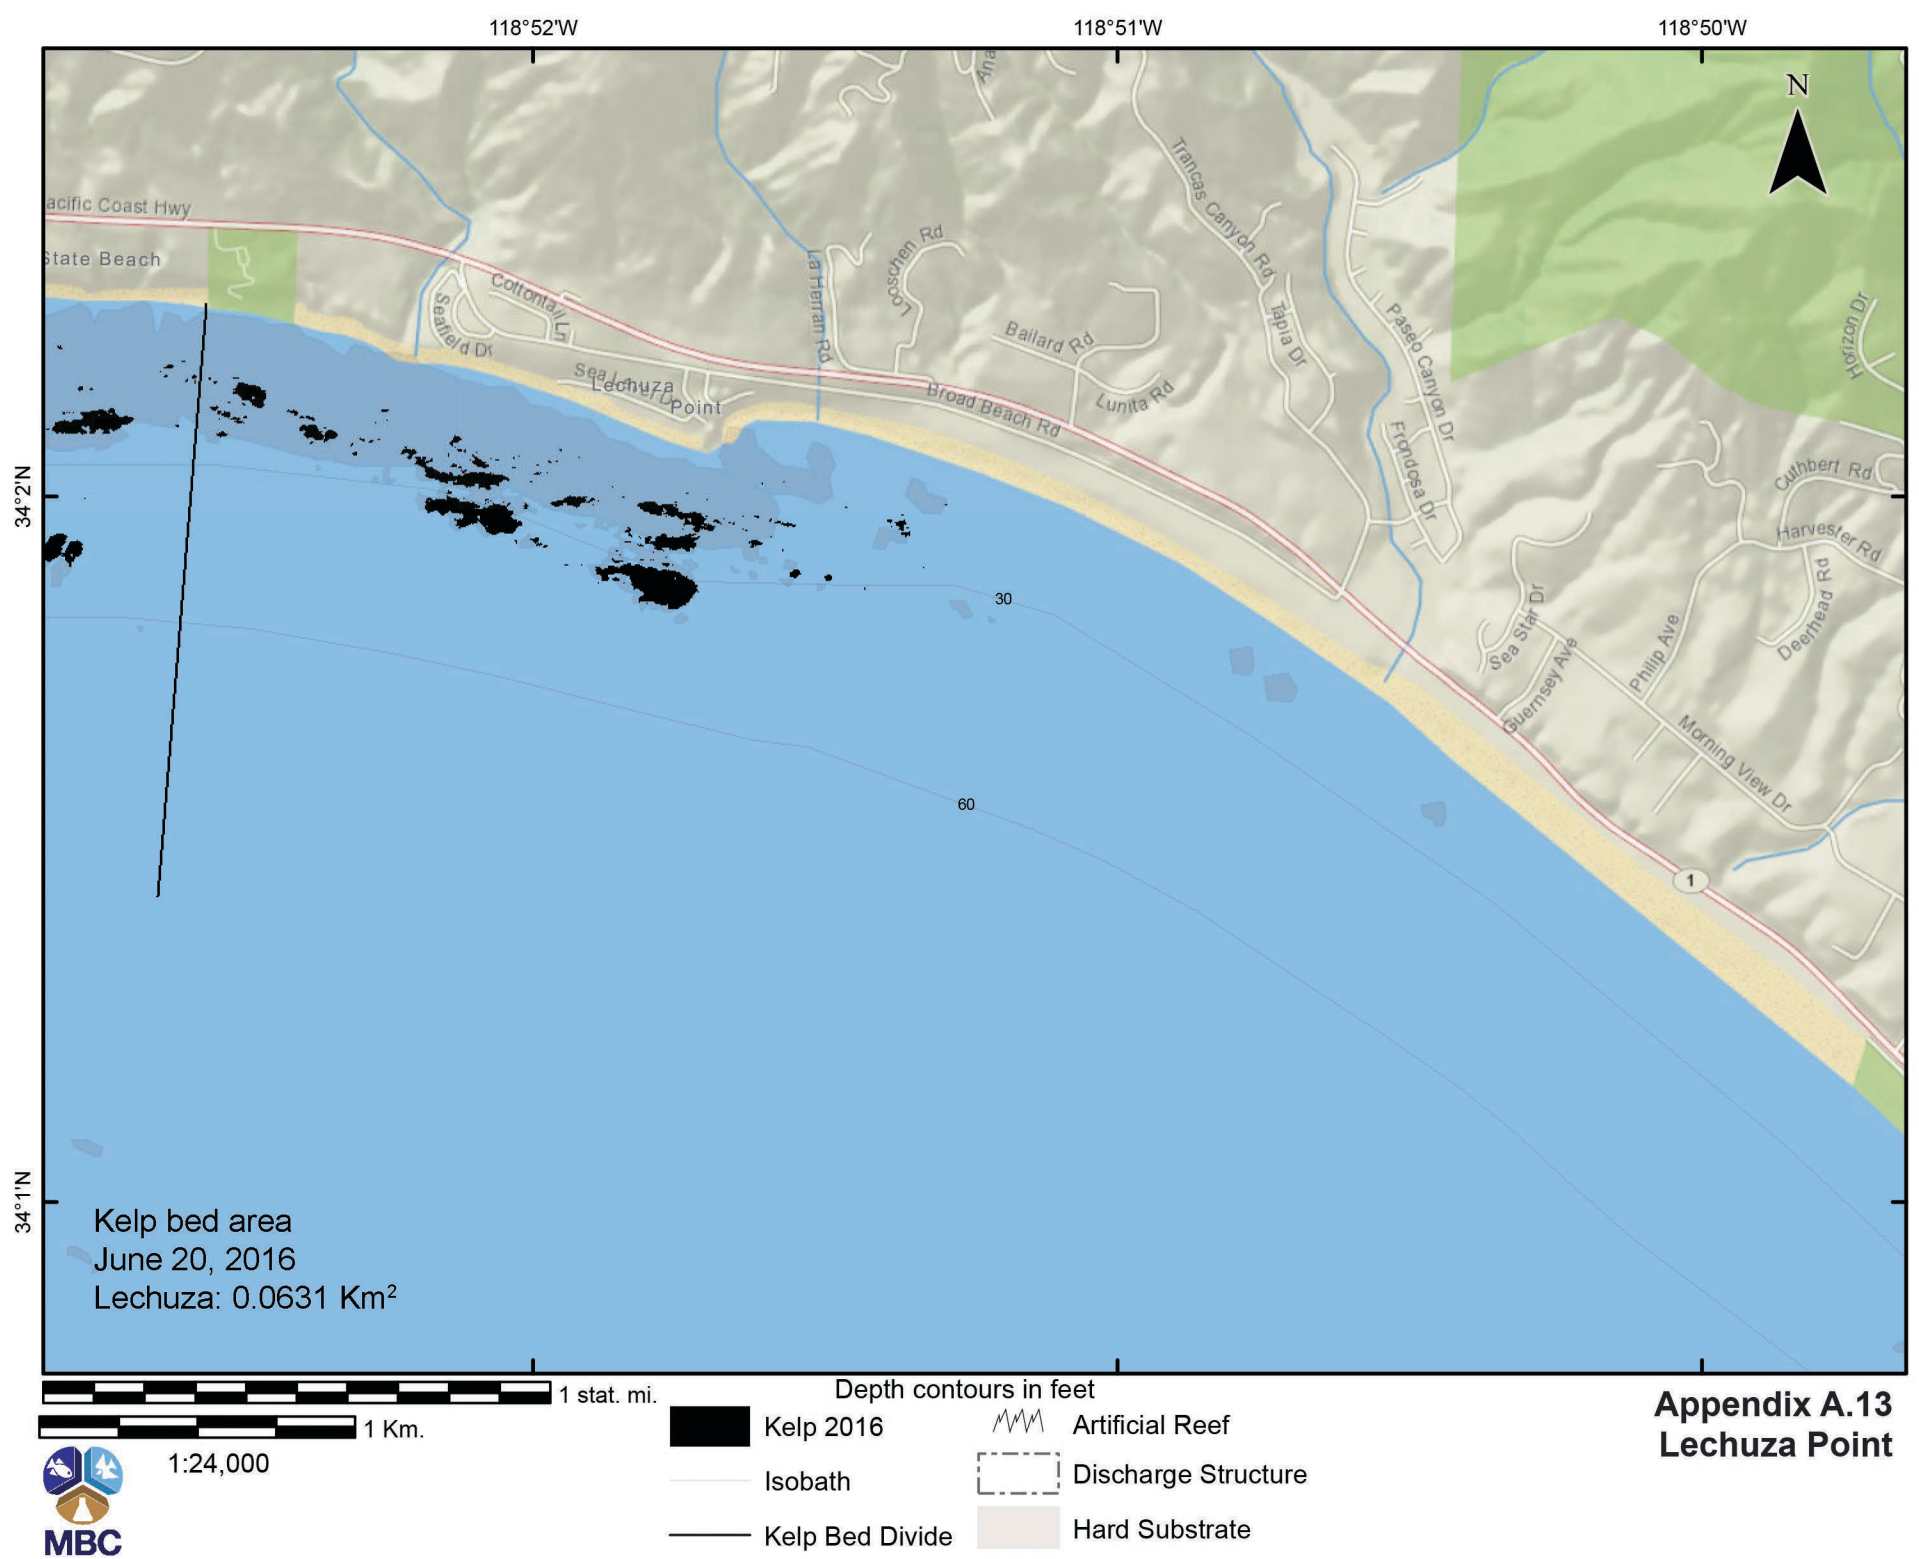 118°52'W 118°51'W 118°50'W
N
acific Coast Hwy
State Beach
Ana
Trancas Canyon Rd
Looschen Rd
La Herran Rd
Cottontail Ln
Seafield Dr
Sea Level Dr
Lechuza
Point
Broad Beach Rd
Bailard Rd
Lunita Rd
Tapia Dr
Paseo Canyon Dr
Frondosa Dr
Horizon Dr
Cuthbert Rd
Harvester Rd
Deerhead Rd
Philip Ave
Sea Star Dr
Guernsey Ave
Morning View Dr
1
34°2'N
30
60
34°1'N
Kelp bed area
June 20, 2016
Lechuza: 0.0631 Km²
1 stat. mi.
1 Km.
1:24,000
MBC
Depth contours in feet
Kelp 2016
Isobath
Kelp Bed Divide
Artificial Reef
Discharge Structure
Hard Substrate
Appendix A.13
Lechuza Point